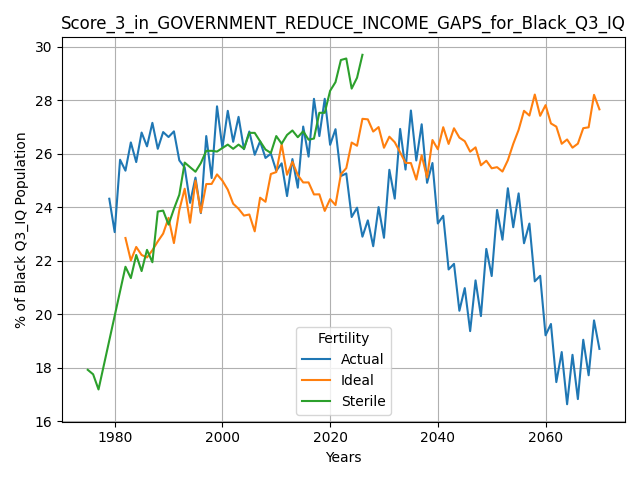 Score_3_in_GOVERNMENT_REDUCE_INCOME_GAPS_for_Black_Q3_IQ
% of Black Q3_IQ Population
30
28
26
24
22
20
18
16
1980
2000
2020
2040
2060
Years
Fertility
Actual
Ideal
Sterile